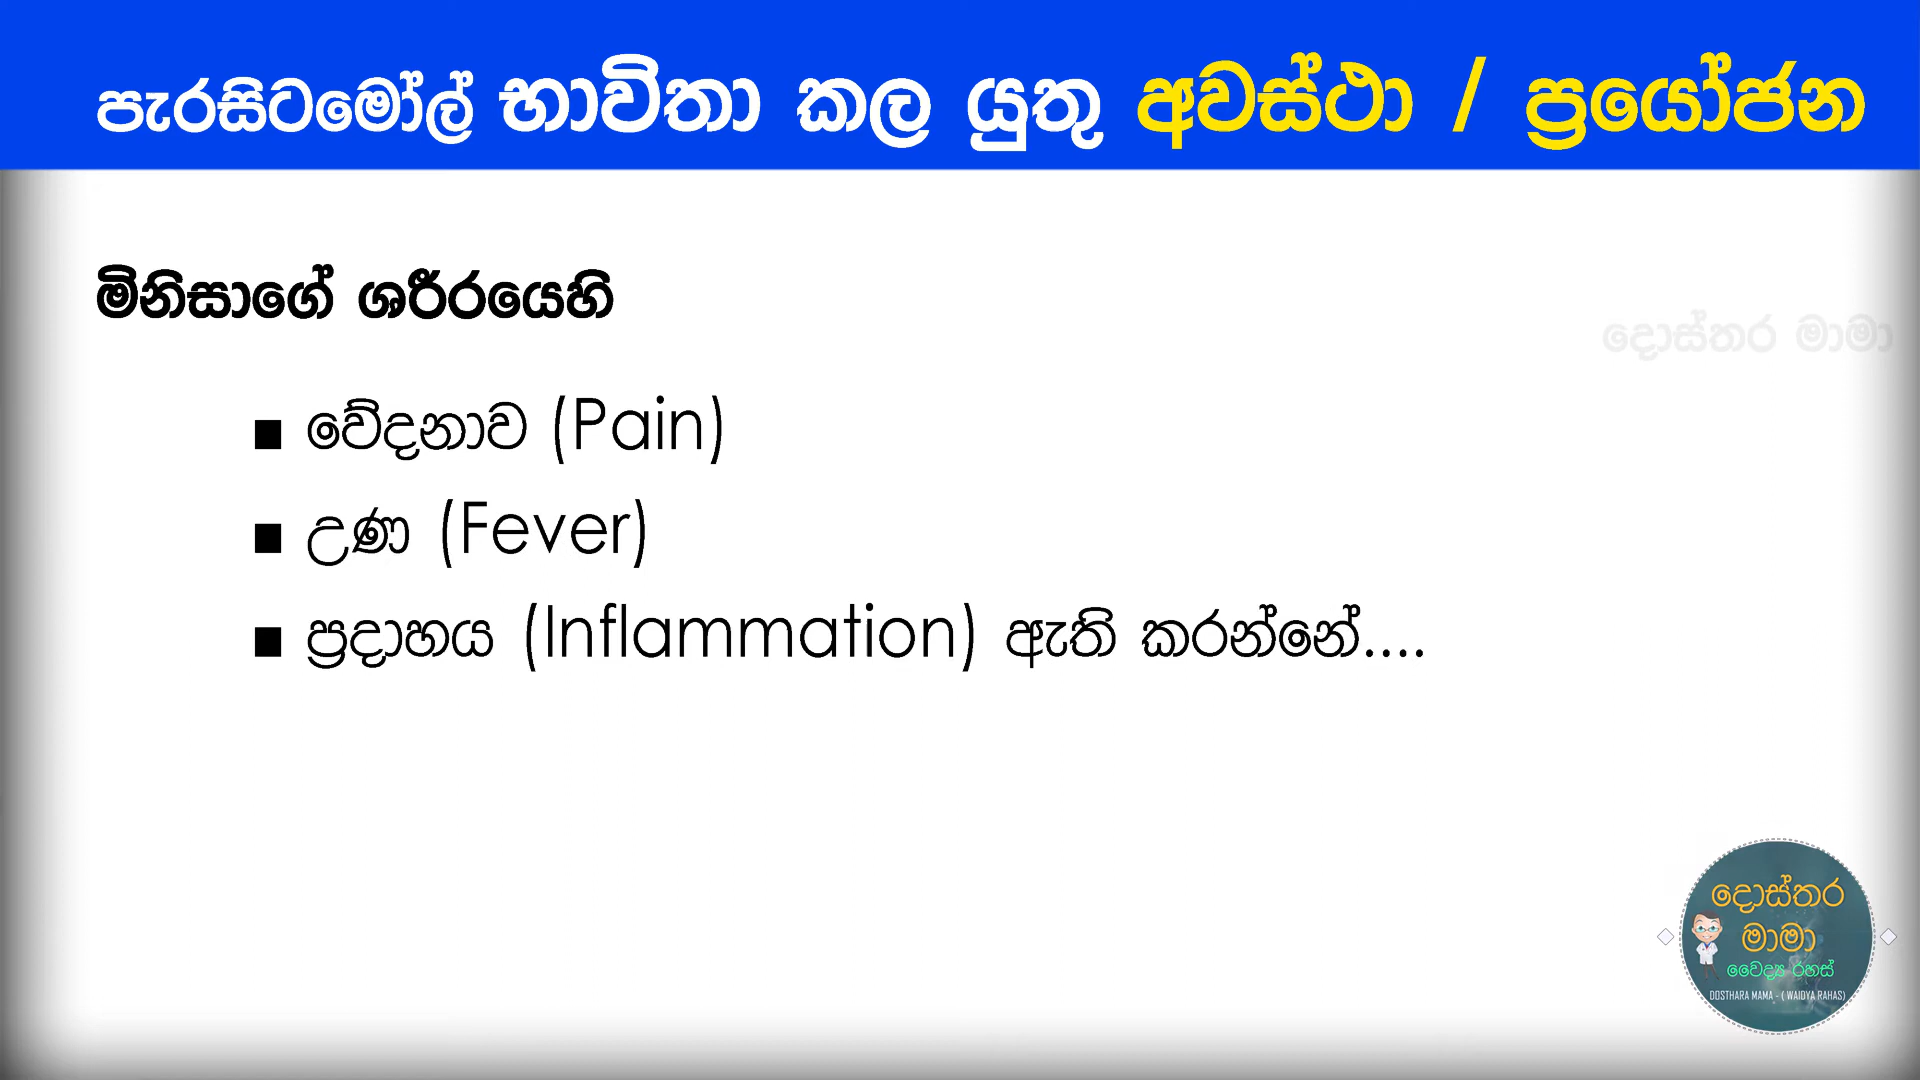 පැරසිටමෝල් භාවිතා කල යුතු අවස්ථා / ප්‍රයෝජන
මිනිසාගේ ශරීරයෙහි
දොස්තර මාමා
■ වේදනාව (Pain)
■ උණ (Fever)
■ ප්‍රදාහය (Inflammation) ඇති කරන්නේ....
දොස්තර
මාමා
වෛද්‍ය රහස්
DOSTHARA MAMA - ( WAIDYA RAHAS)